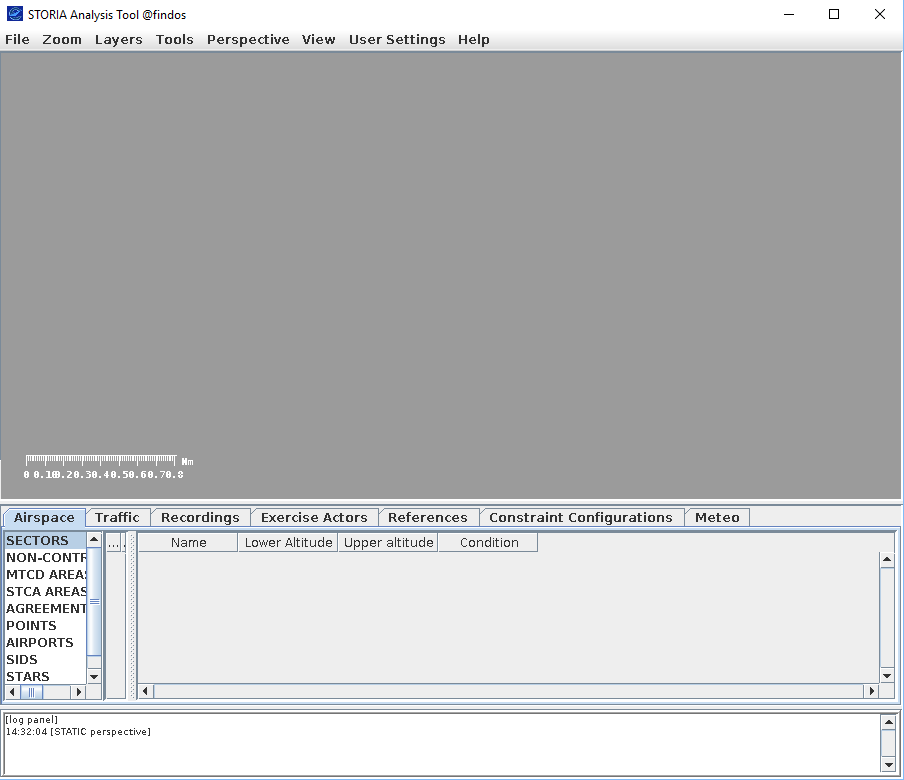 STORIA Analysis Tool @findos
File Zoom Layers Tools Perspective View User Settings Help
Nm
0 0.10.20.30.40.50.60.70.8
Airspace Traffic Recordings Exercise Actors References Constraint Configurations Meteo
SECTORS ... Name Lower Altitude Upper altitude Condition
NON-CONTR
MTCD AREAS
STCA AREAS
AGREEMENT
POINTS
AIRPORTS
SIDS
STARS
[log panel]
14:32:04 [STATIC perspective]